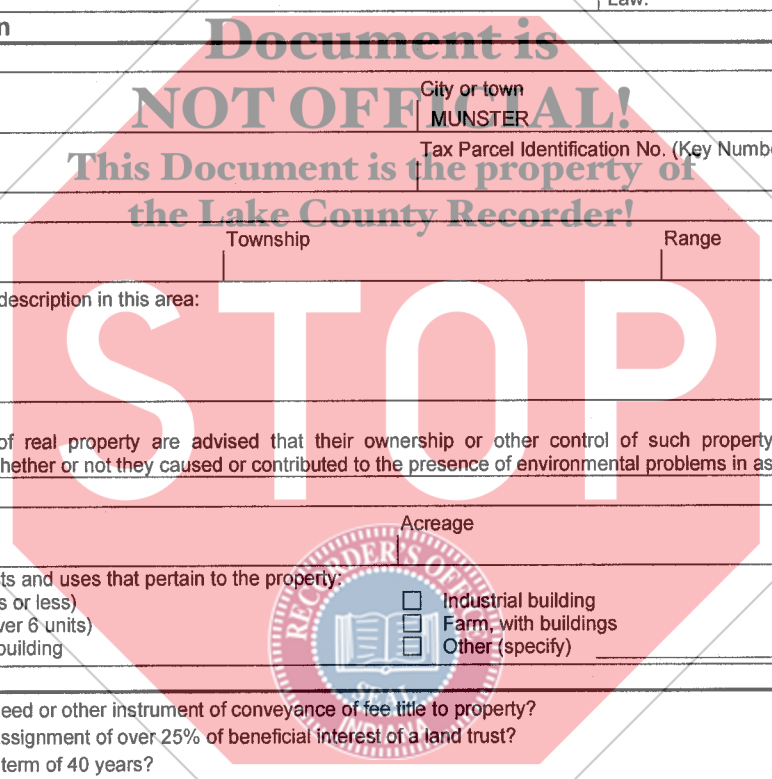 Law.
n
Document is
City or town
NOT OFFICIAL!
MUNSTER
Tax Parcel Identification No. (Key Numbe
This Document is the property of
the Lake County Recorder!
Township
Range
description in this area:
STOP
of real property are advised that their ownership or other control of such property
hether or not they caused or contributed to the presence of environmental problems in as
Acreage
RECORDER'S OFFICE
ts and uses that pertain to the property:
s or less)
Industrial building
ver 6 units)
Farm, with buildings
building
Other (specify)
SEAL
INDIANA
eed or other instrument of conveyance of fee title to property?
ssignment of over 25% of beneficial interest of a land trust?
term of 40 years?